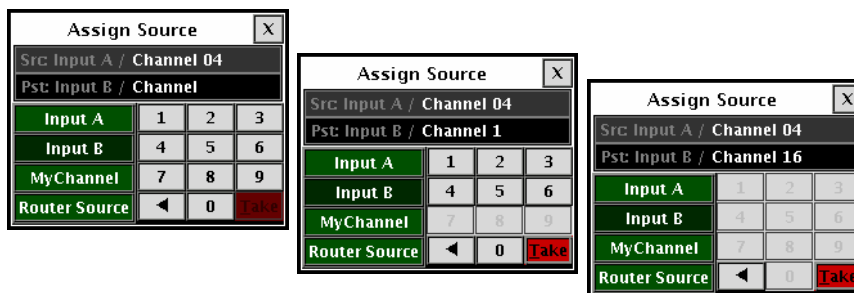 Assign Source X
Src: Input A / Channel 04
Pst: Input B / Channel
Input A 1 2 3
Input B 4 5 6
MyChannel 7 8 9
Router Source ◄ 0 Take
Assign Source X
Src: Input A / Channel 04
Pst: Input B / Channel 1
Input A 1 2 3
Input B 4 5 6
MyChannel 7 8 9
Router Source ◄ 0 Take
Assign Source X
Src: Input A / Channel 04
Pst: Input B / Channel 16
Input A 1 2 3
Input B 4 5 6
MyChannel 7 8 9
Router Source ◄ 0 Take